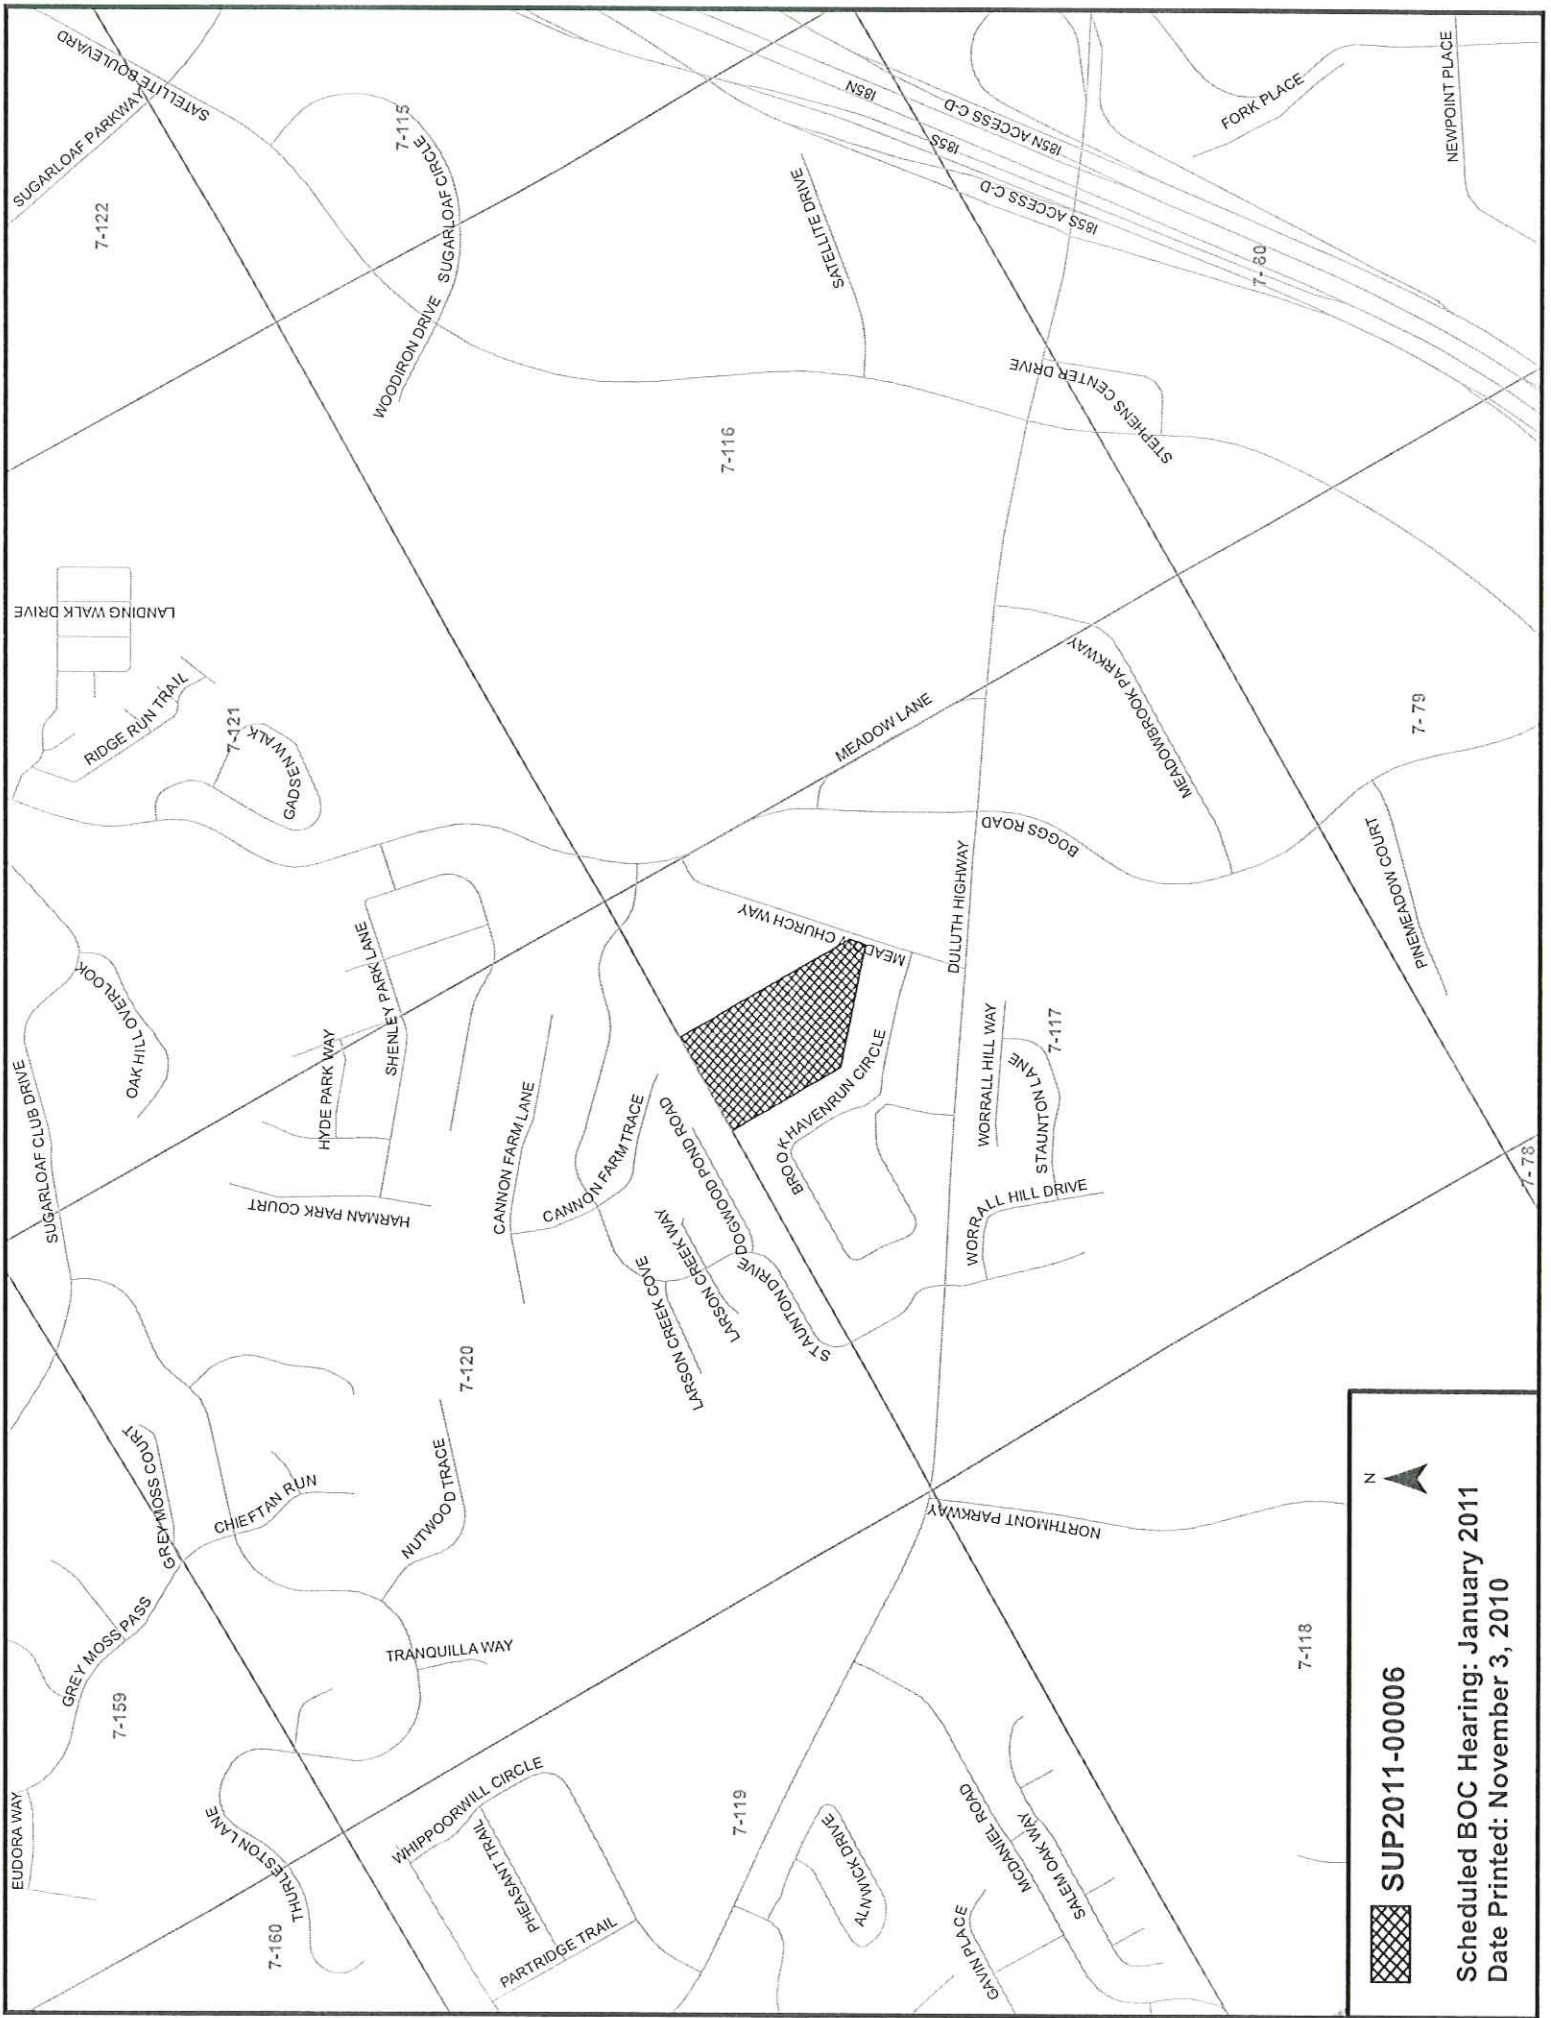 SATELLITE BOULEVARD
SUGARLOAF PARKWAY
7-122
7-115
SUGARLOAF CIRCLE
WOODIRON DRIVE
I85N
I85N ACCESS C-D
I85S
I85S ACCESS C-D
FORK PLACE
NEWPOINT PLACE
SATELLITE DRIVE
7- 80
STEPHENS CENTER DRIVE
7-116
LANDING WALK DRIVE
RIDGE RUN TRAIL
7-121
GADSEN WALK
MEADOW LANE
MEADOWBROOK PARKWAY
7- 79
BOGGS ROAD
PINEMEADOW COURT
DULUTH HIGHWAY
CHURCH WAY
OAK HILL OVERLOOK
SHENLEY PARK LANE
HYDE PARK WAY
SUGARLOAF CLUB DRIVE
HARMAN PARK COURT
CANNON FARM LANE
CANNON FARM TRACE
DOGWOOD POND ROAD
BROOKHAVENRUN CIRCLE
WORRALL HILL WAY
7-117
STAUNTON LANE
WORRALL HILL DRIVE
7- 78
LARSON CREEK WAY
LARSON CREEK COVE
STAUNTON DRIVE
7-120
GREY MOSS COURT
CHIEFTAN RUN
NUTWOOD TRACE
NORTHMONT PARKWAY
GREY MOSS PASS
TRANQUILLA WAY
7-159
7-118
EUDORA WAY
THURLESTON LANE
WHIPPOORWILL CIRCLE
PHEASANT TRAIL
PARTRIDGE TRAIL
7-160
7-119
ALNWICK DRIVE
MCDANIEL ROAD
SALEM OAK WAY
GAVIN PLACE
N
SUP2011-00006
Scheduled BOC Hearing: January 2011
Date Printed: November 3, 2010